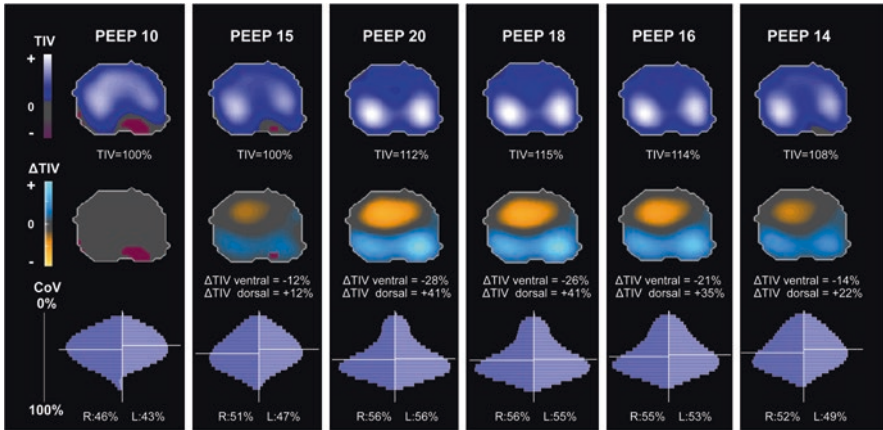 TIV
+
0
-
PEEP 10
PEEP 15
PEEP 20
PEEP 18
PEEP 16
PEEP 14
TIV=100%
TIV=100%
TIV=112%
TIV=115%
TIV=114%
TIV=108%
ΔTIV
+
0
-
ΔTIV ventral = -12%
ΔTIV dorsal = +12%
ΔTIV ventral = -28%
ΔTIV dorsal = +41%
ΔTIV ventral = -26%
ΔTIV dorsal = +41%
ΔTIV ventral = -21%
ΔTIV dorsal = +35%
ΔTIV ventral = -14%
ΔTIV dorsal = +22%
CoV
0%
100%
R:46% L:43%
R:51% L:47%
R:56% L:56%
R:56% L:55%
R:55% L:53%
R:52% L:49%